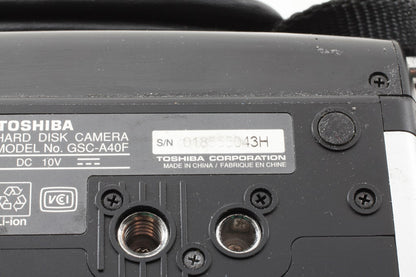 TOSHIBA
HARD DISK CAMERA
MODEL No. GSC-A40F
DC 10V
S/N
TOSHIBA CORPORATION
MADE IN CHINA / FABRIQUE EN CHINE
VCI
Li-ion